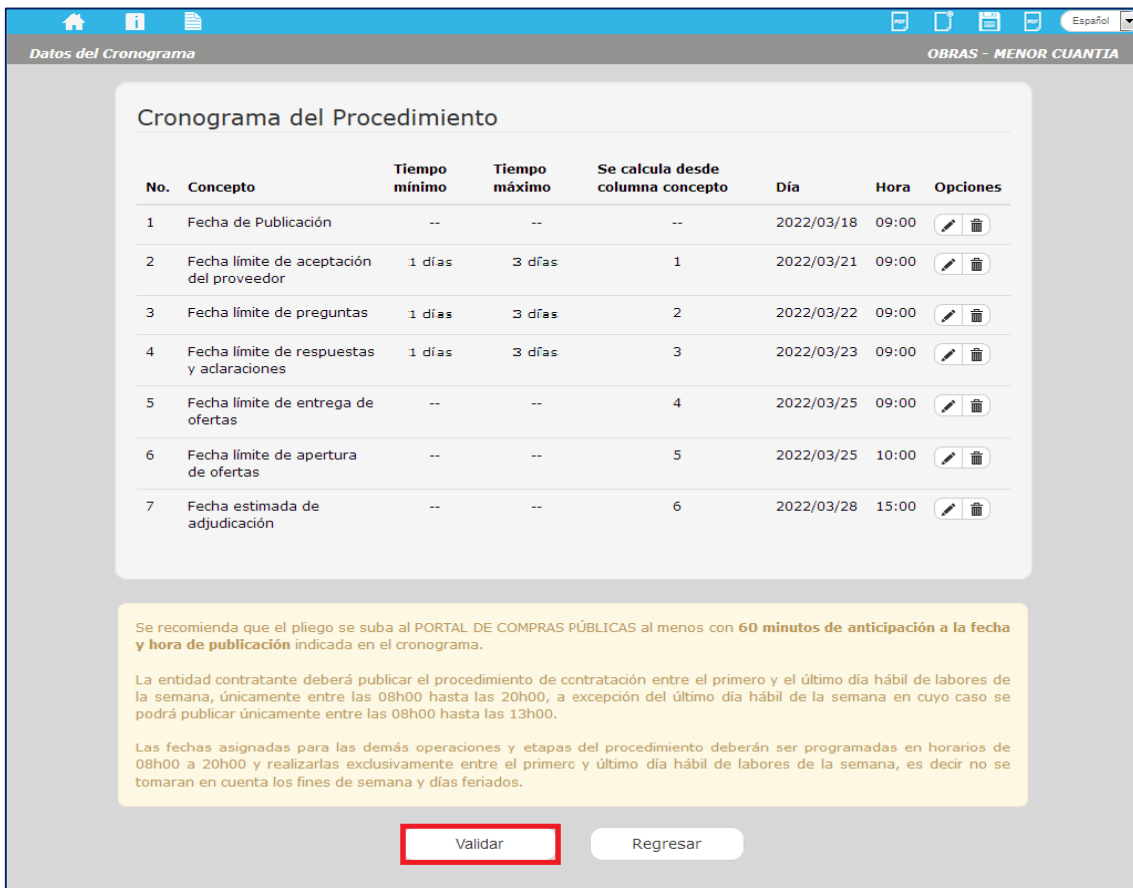 Español
Datos del Cronograma OBRAS - MENOR CUANTIA
Cronograma del Procedimiento
No. Concepto Tiempo mínimo Tiempo máximo Se calcula desde columna concepto Día Hora Opciones
1 Fecha de Publicación -- -- -- 2022/03/18 09:00
2 Fecha límite de aceptación del proveedor 1 días 3 días 1 2022/03/21 09:00
3 Fecha límite de preguntas 1 días 3 días 2 2022/03/22 09:00
4 Fecha límite de respuestas y aclaraciones 1 días 3 días 3 2022/03/23 09:00
5 Fecha límite de entrega de ofertas -- -- 4 2022/03/25 09:00
6 Fecha límite de apertura de ofertas -- -- 5 2022/03/25 10:00
7 Fecha estimada de adjudicación -- -- 6 2022/03/28 15:00
Se recomienda que el pliego se suba al PORTAL DE COMPRAS PÚBLICAS al menos con 60 minutos de anticipación a la fecha
y hora de publicación indicada en el cronograma.
La entidad contratante deberá publicar el procedimiento de contratación entre el primero y el último día hábil de labores de
la semana, únicamente entre las 08h00 hasta las 20h00, a excepción del último día hábil de la semana en cuyo caso se
podrá publicar únicamente entre las 08h00 hasta las 13h00.
Las fechas asignadas para las demás operaciones y etapas del procedimiento deberán ser programadas en horarios de
08h00 a 20h00 y realizarlas exclusivamente entre el primero y último día hábil de labores de la semana, es decir no se
tomaran en cuenta los fines de semana y días feriados.
Validar Regresar